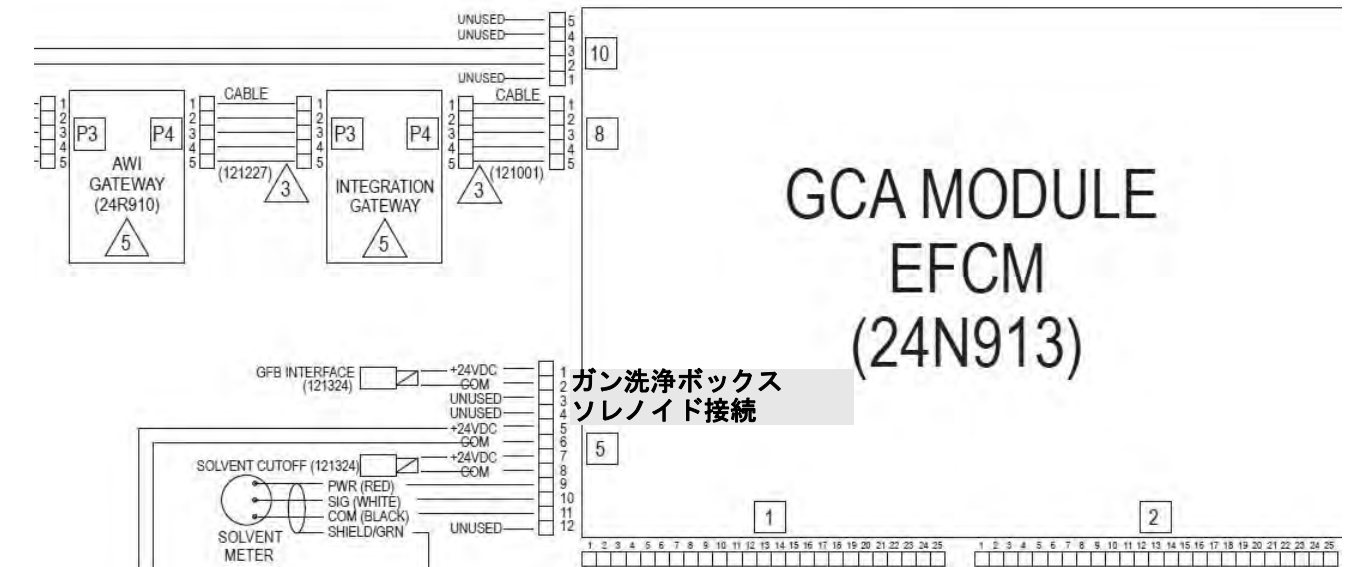 UNUSED 5
UNUSED 4
3
2
UNUSED 1
10
CABLE
1 2 3 4 5
P3 P4
AWI
GATEWAY
(24R910)
5
1 2 3 4 5
CABLE
(121227)
3
1 2 3 4 5
P3 P4
INTEGRATION
GATEWAY
5
1 2 3 4 5
(121001)
3
1 2 3 4 5
8
GCA MODULE
EFCM
(24N913)
GFB INTERFACE
(121324)
+24VDC 1
COM 2
UNUSED 3
UNUSED 4
+24VDC 5
COM 6
+24VDC 7
COM 8
ガン洗浄ボックス
ソレノイド接続
5
SOLVENT CUTOFF (121324)
PWR (RED) 9
SIG (WHITE) 10
COM (BLACK) 11
SHIELD/GRN UNUSED 12
SOLVENT
METER
1
2
1 2 3 4 5 6 7 8 9 10 11 12 13 14 15 16 17 18 19 20 21 22 23 24 25
1 2 3 4 5 6 7 8 9 10 11 12 13 14 15 16 17 18 19 20 21 22 23 24 25